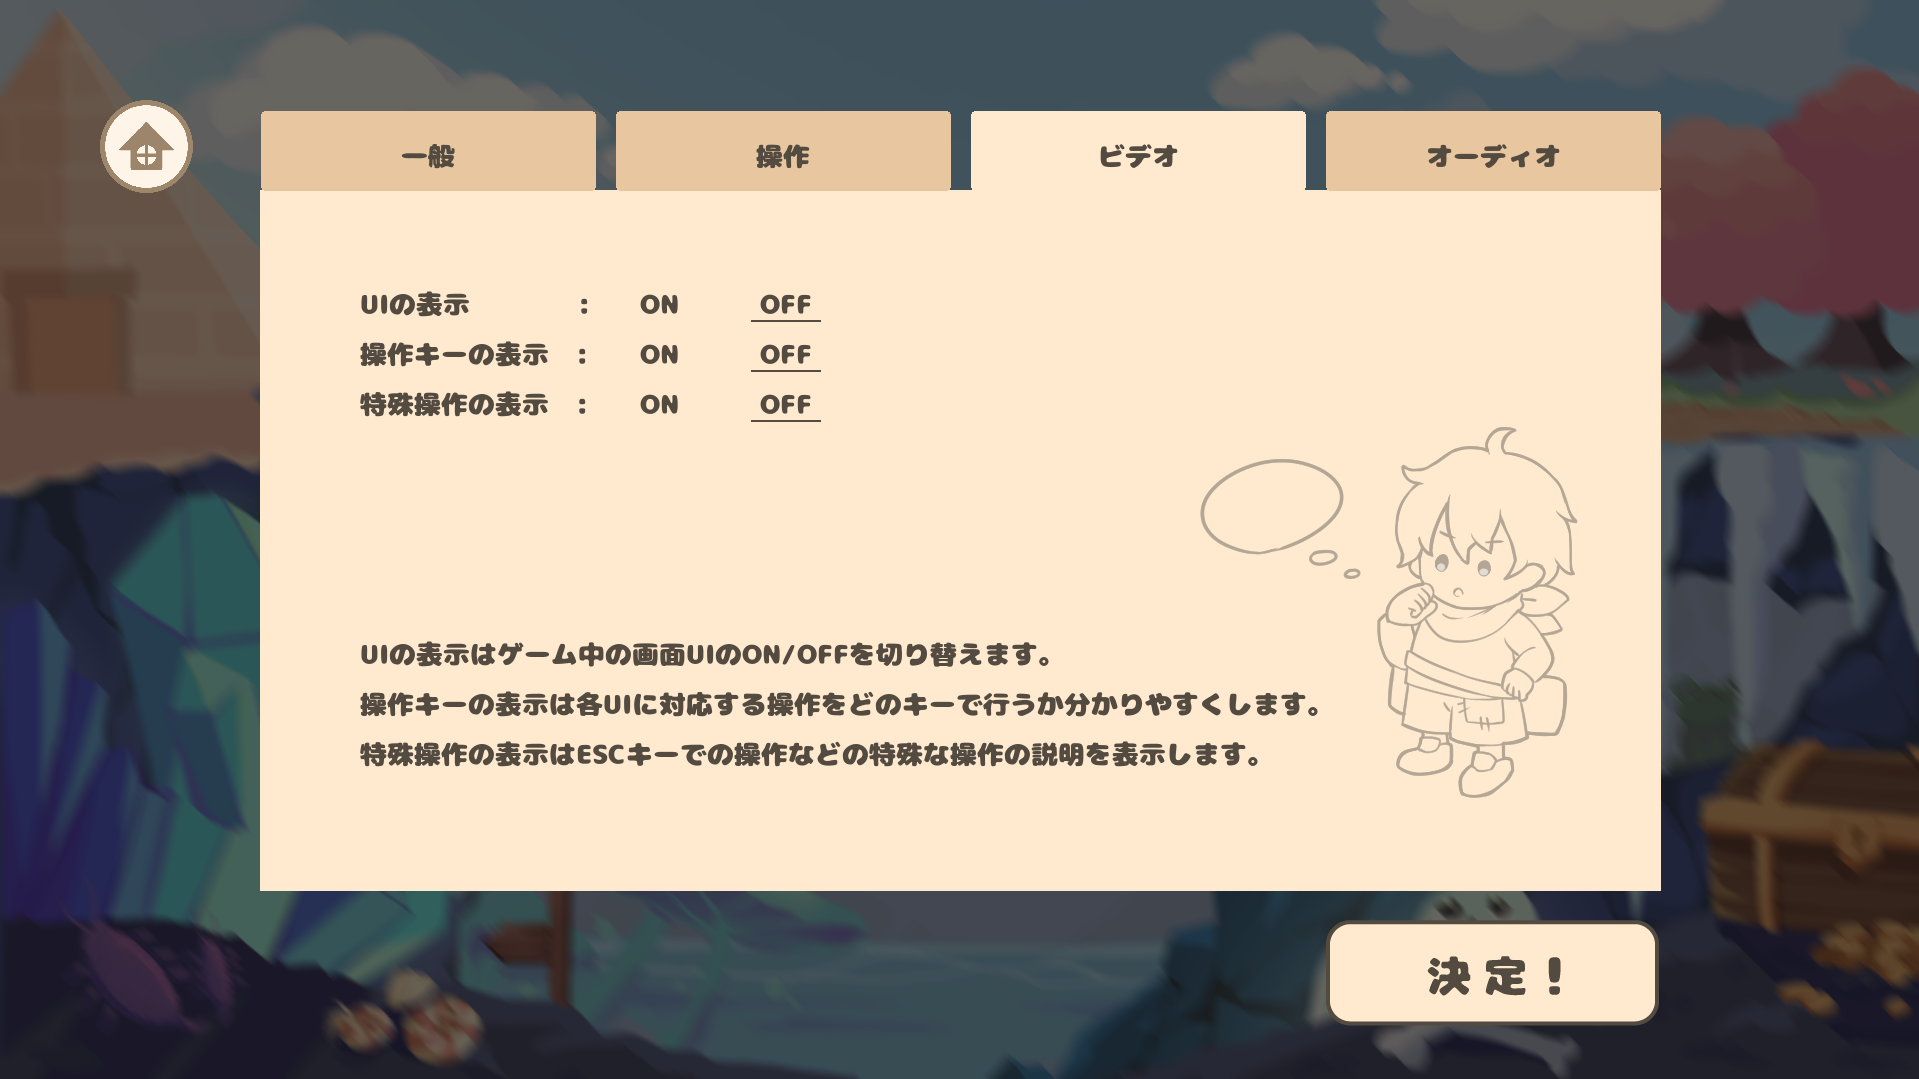 一般 操作 ビデオ オーディオ
UIの表示 : ON OFF
操作キーの表示 : ON OFF
特殊操作の表示 : ON OFF
UIの表示はゲーム中の画面UIのON/OFFを切り替えます。
操作キーの表示は各UIに対応する操作をどのキーで行うか分かりやすくします。
特殊操作の表示はESCキーでの操作などの特殊な操作の説明を表示します。
決定！